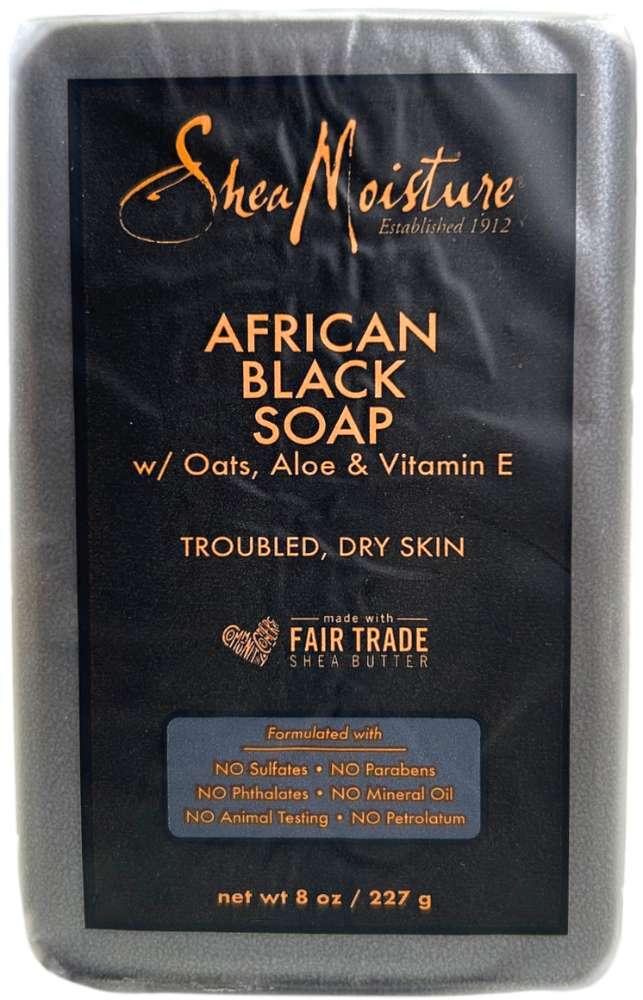 SheaMoisture®
Established 1912
AFRICAN
BLACK
SOAP
w/ Oats, Aloe & Vitamin E
TROUBLED, DRY SKIN
COMMUNITY COMMERCE
made with
FAIR TRADE
SHEA BUTTER
Formulated with
NO Sulfates • NO Parabens
NO Phthalates • NO Mineral Oil
NO Animal Testing • NO Petrolatum
net wt 8 oz / 227 g